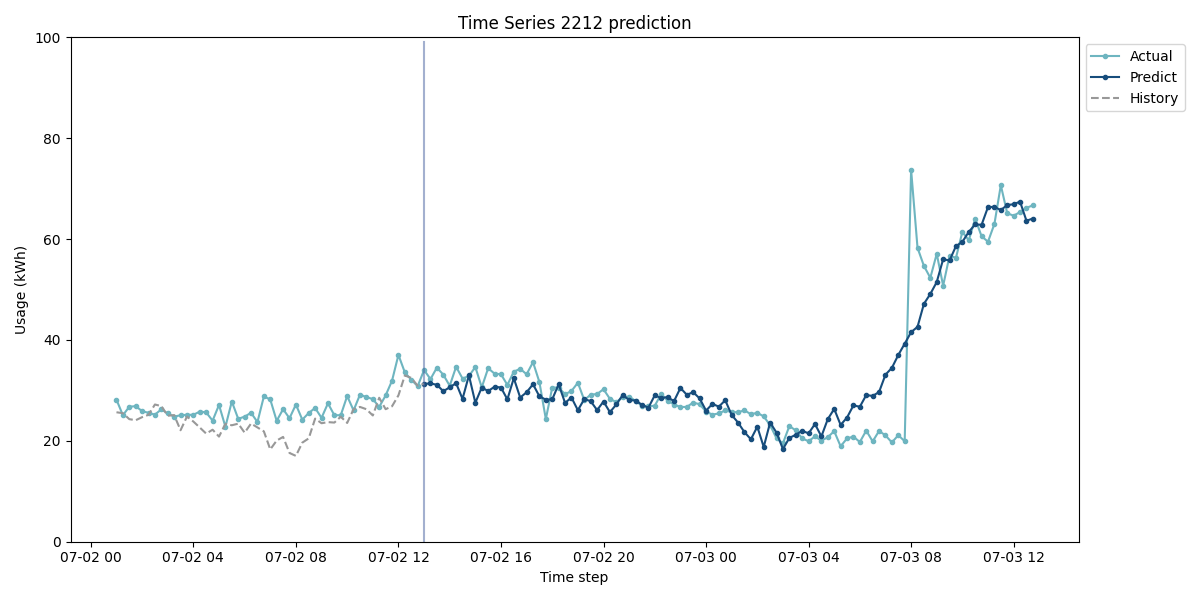 Time Series 2212 prediction
100
80
60
40
20
0
Usage (kWh)
07-02 00
07-02 04
07-02 08
07-02 12
07-02 16
07-02 20
07-03 00
07-03 04
07-03 08
07-03 12
Time step
Actual
Predict
History